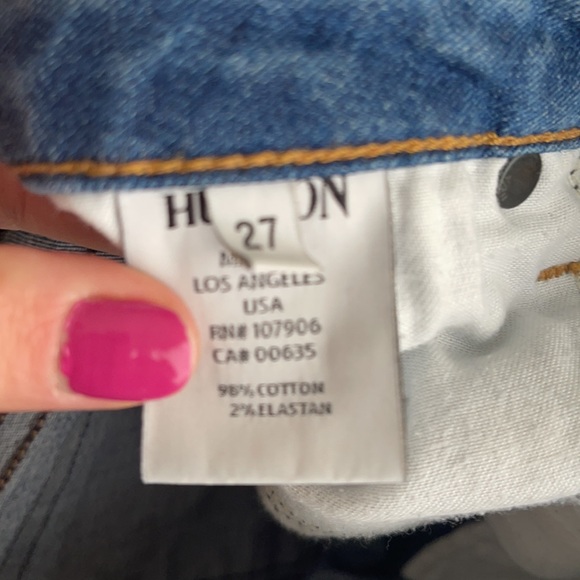 HU ON
27
LOS ANGELES
USA
RN# 107906
CA# 00635
98% COTTON
2% ELASTAN